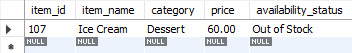 item_id item_name category price availability_status
107 Ice Cream Dessert 60.00 Out of Stock
NULL NULL NULL NULL NULL